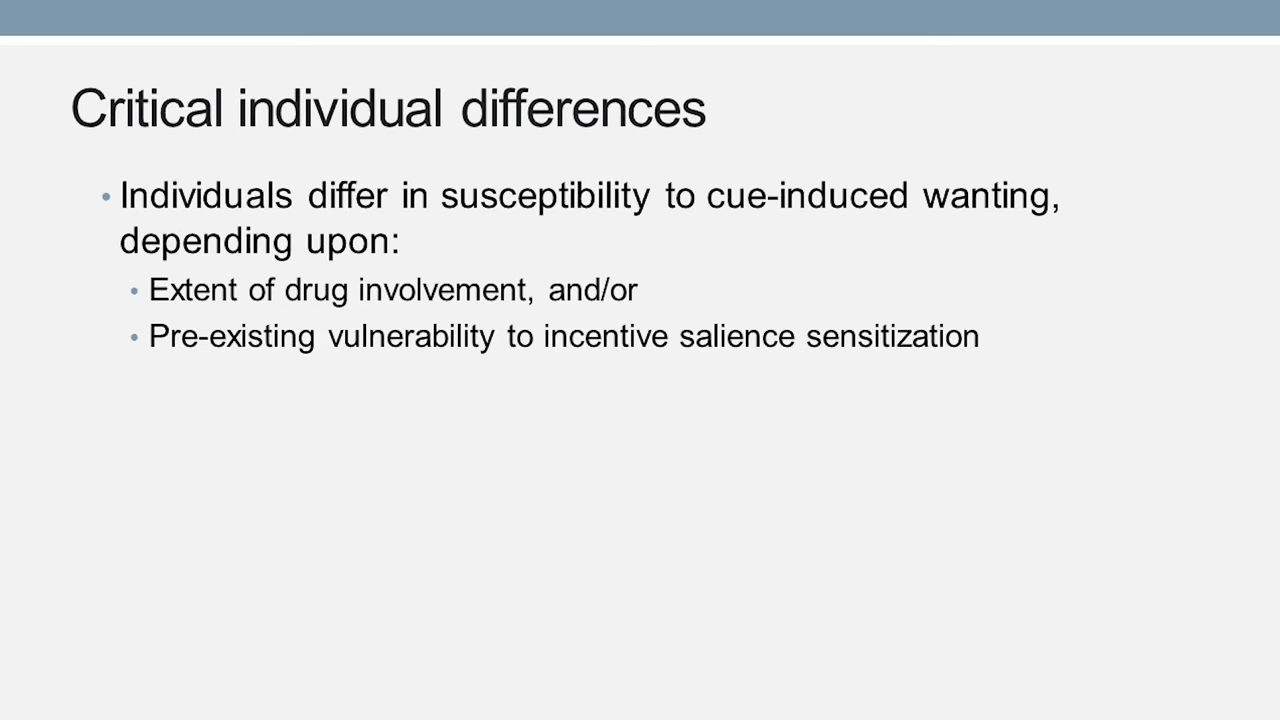 Critical individual differences
• Individuals differ in susceptibility to cue-induced wanting,
depending upon:
• Extent of drug involvement, and/or
• Pre-existing vulnerability to incentive salience sensitization